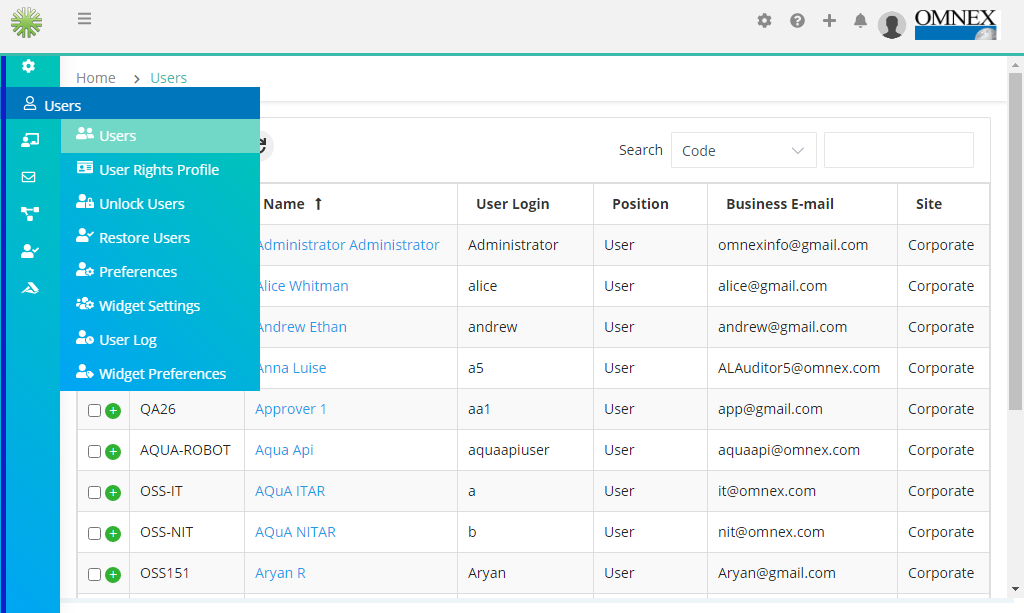 OMNEX
Home > Users
Users
Users
User Rights Profile
Unlock Users
Restore Users
Preferences
Widget Settings
User Log
Widget Preferences
Search Code
Name ↑ User Login Position Business E-mail Site
Administrator Administrator Administrator User omnexinfo@gmail.com Corporate
Alice Whitman alice User alice@gmail.com Corporate
Andrew Ethan andrew User andrew@gmail.com Corporate
Anna Luise a5 User ALAuditor5@omnex.com Corporate
QA26 Approver 1 aa1 User app@gmail.com Corporate
AQUA-ROBOT Aqua Api aquaapiuser User aquaapi@omnex.com Corporate
OSS-IT AQuA ITAR a User it@omnex.com Corporate
OSS-NIT AQuA NITAR b User nit@omnex.com Corporate
OSS151 Aryan R Aryan User Aryan@gmail.com Corporate